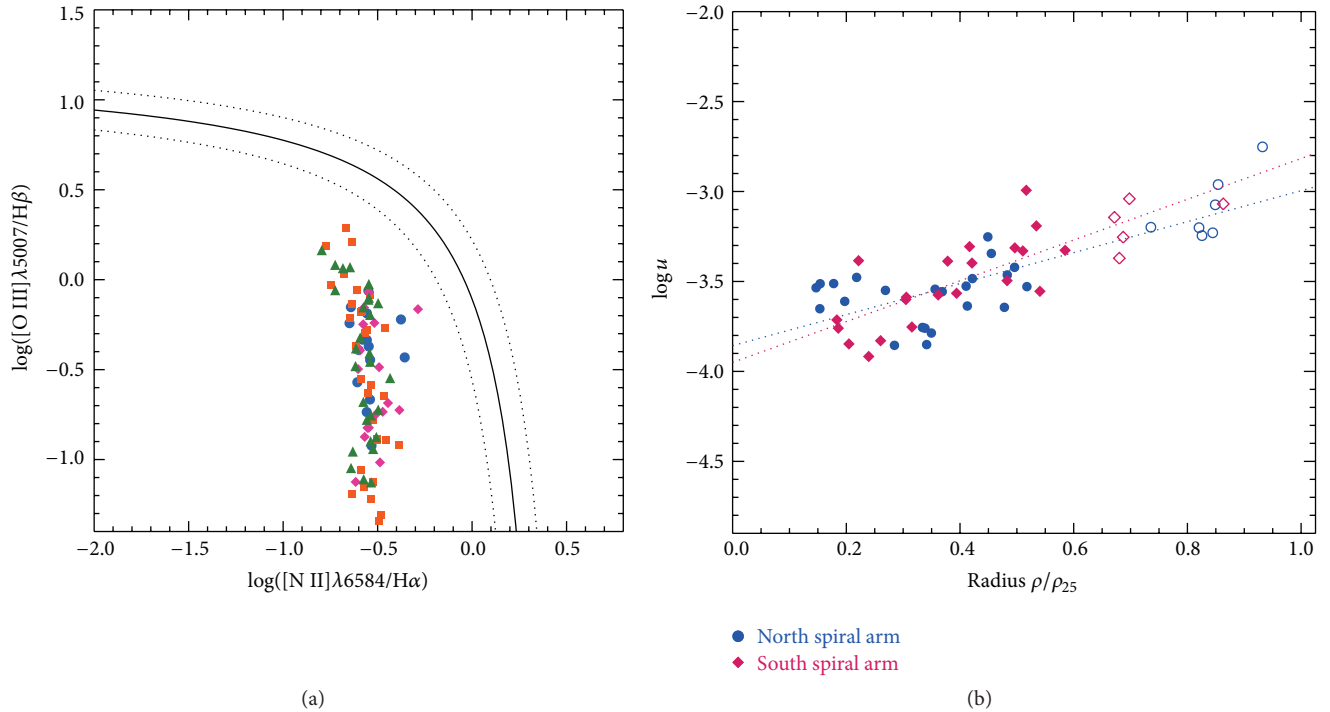 1.0
0.5
0.0
−0.5
−1.0
log([O III]λ5007/Hβ)
−2.0 −1.5 −1.0 −0.5 0.0 0.5
log([N II]λ6584/Hα)
(a)
−2.0
−2.5
−3.0
−3.5
−4.0
−4.5
log u
0.0 0.2 0.4 0.6 0.8 1.0
Radius ρ/ρ25
North spiral arm
South spiral arm
(b)